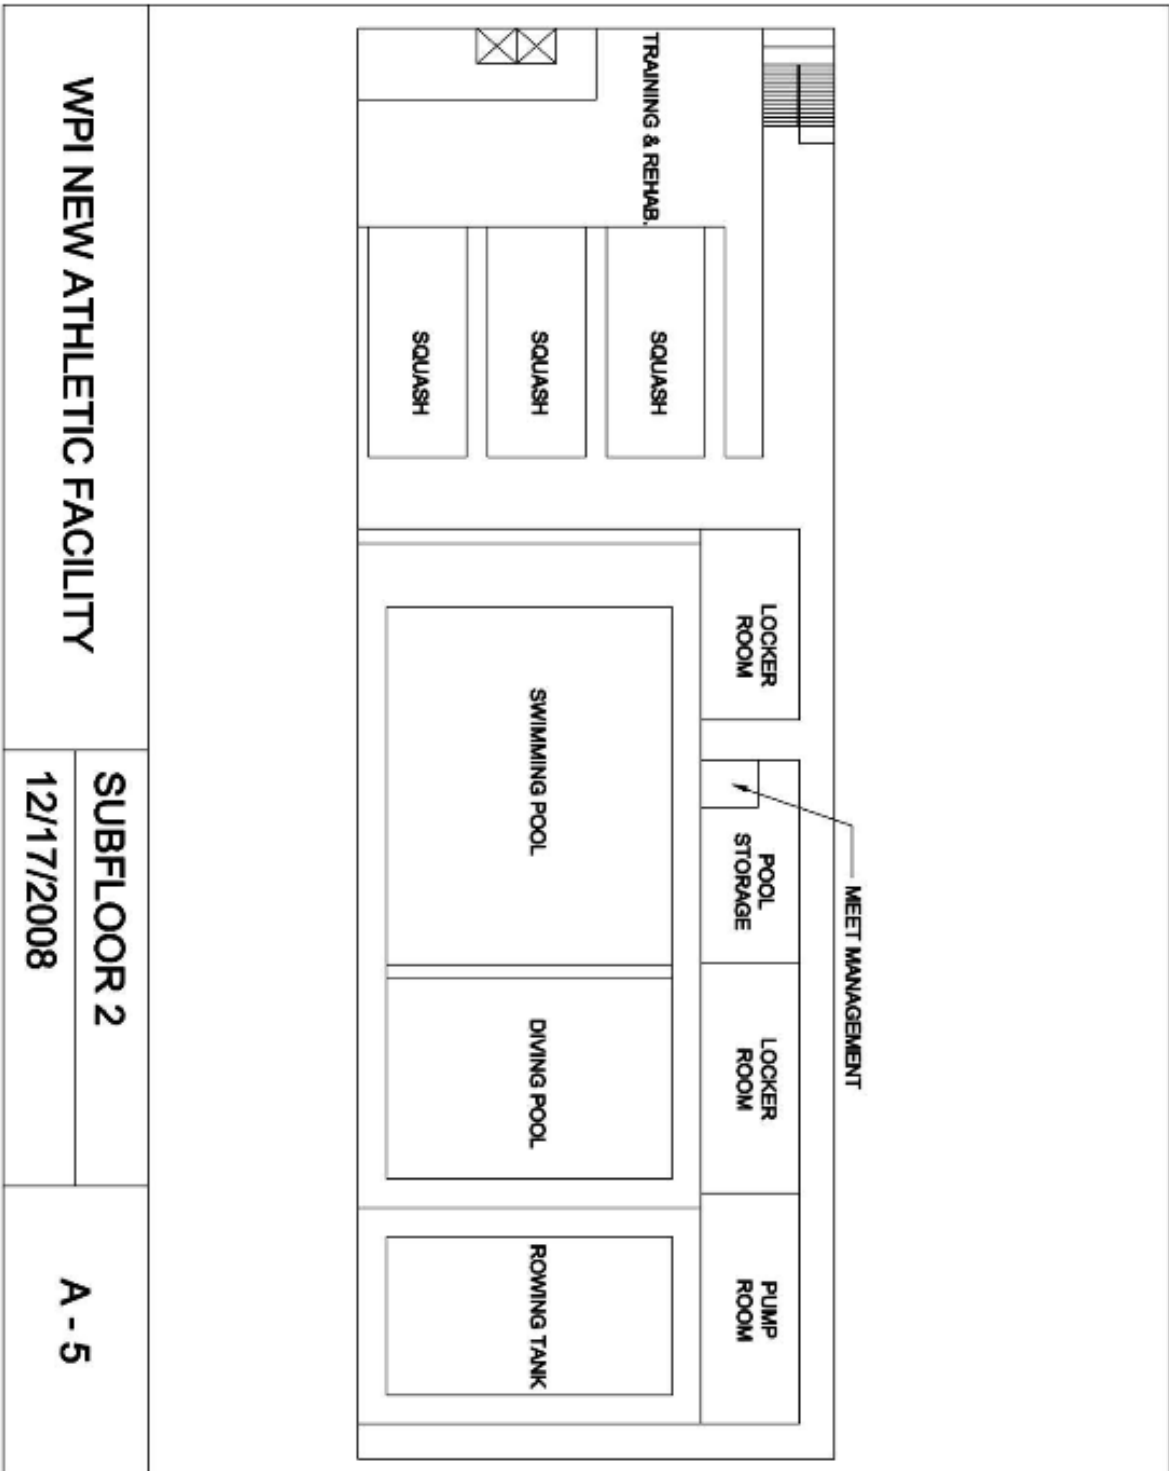 MEET MANAGEMENT
TRAINING & REHAB.
LOCKER
ROOM
POOL
STORAGE
LOCKER
ROOM
PUMP
ROOM
SQUASH
SQUASH
SQUASH
SWIMMING POOL
DIVING POOL
ROWING TANK
WPI NEW ATHLETIC FACILITY
SUBFLOOR 2
12/17/2008
A - 5